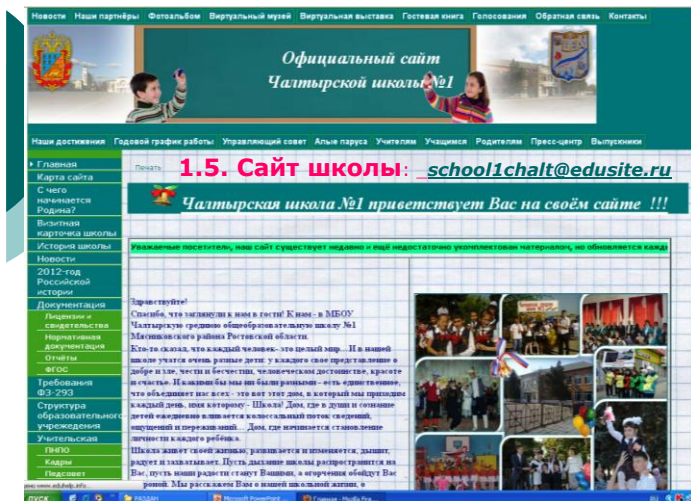 Новости Наши партнёры Фотоальбом Виртуальный музей Виртуальная выставка Гостевая книга Голосования Обратная связь Контакты
Официальный сайт
Чалтырской школы №1
Наши достижения Годовой график работы Управляющий совет Алые паруса Учителям Учащимся Родителям Пресс-центр Выпускники
Главная
Карта сайта
С чего
начинается
Родина?
Визитная
карточка школы
История школы
Новости
2012-год
Российской
истории
Документация
Лицензии и
свидетельства
Нормативная
документация
Отчёты
ФГОС
Требования
ФЗ-293
Структура
образовательного
учреждения
Учительская
ПНПО
Кадры
Педсовет
Печать
1.5. Сайт школы: _school1chalt@edusite.ru
Чалтырская школа №1 приветствует Вас на своём сайте !!!
Уважаемые посетители, наш сайт существует недавно и ещё недостаточно укомплектован материалом, но обновляется кажд
Здравствуйте!
Спасибо, что заглянули к нам в гости! К нам - в МБОУ
Чалтырскую среднюю общеобразовательную школу №1
Мясниковского района Ростовской области.
Кто-то сказал, что каждый человек- это целый мир... И в нашей
школе учатся очень разные дети: у каждого свое представление о
добре и зле, чести и бесчестии, человеческом достоинстве, красоте
и счастье. И какими бы мы ни были разными - есть единственное,
что объединяет нас всех - это вот этот дом, в который мы приходим
каждый день, имя которому - Школа! Дом, где в души и сознание
детей ежедневно вливается колоссальный поток сведений,
ощущений и переживаний... Дом, где начинается становление
личности каждого ребёнка.
Школа живет своей жизнью, развивается и изменяется, дышит,
радует и захватывает. Пусть дыхание школы распространится на
Вас, пусть наши радости станут Вашими, а огорчения обойдут Вас
роной. Мы расскажем Вам о нашей школьной жизни, о
пуск РАЗДАН Microsoft PowerPoint ... Главная - Mozilla Fire...